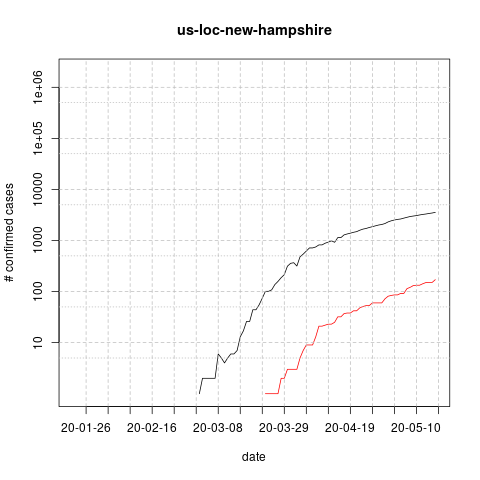 us-loc-new-hampshire
# confirmed cases
1e+06
1e+05
10000
1000
100
10
20-01-26 20-02-16 20-03-08 20-03-29 20-04-19 20-05-10
date